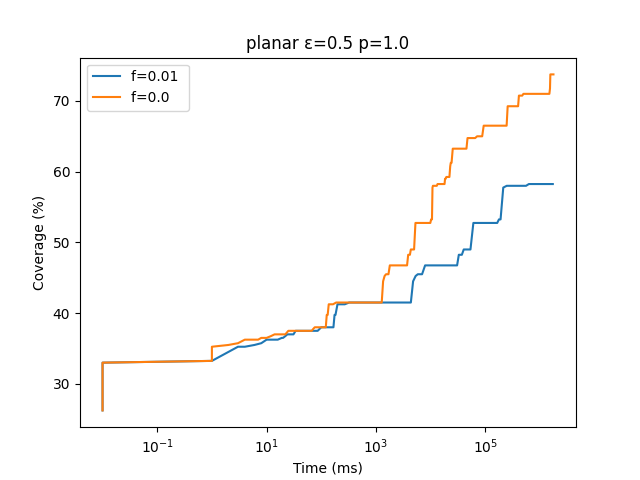 planar ε=0.5 p=1.0
f=0.01
f=0.0
70
60
50
40
30
Coverage (%)
10⁻¹ 10¹ 10³ 10⁵
Time (ms)